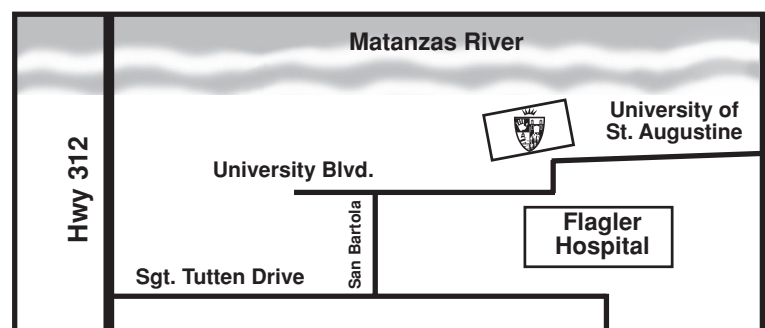 Matanzas River
University of
St. Augustine
University Blvd.
Hwy 312
San Bartola
Flagler
Hospital
Sgt. Tutten Drive